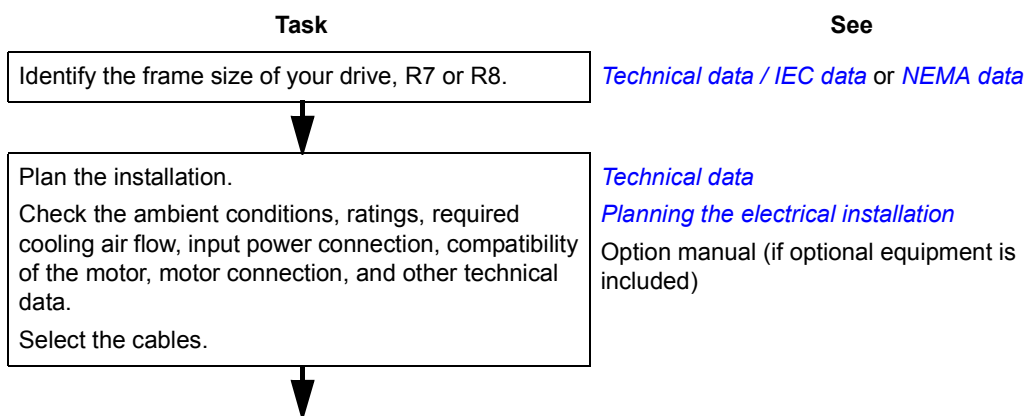 Task
See
Identify the frame size of your drive, R7 or R8.
Technical data / IEC data or NEMA data
Plan the installation.
Check the ambient conditions, ratings, required
cooling air flow, input power connection, compatibility
of the motor, motor connection, and other technical
data.
Select the cables.
Technical data
Planning the electrical installation
Option manual (if optional equipment is
included)